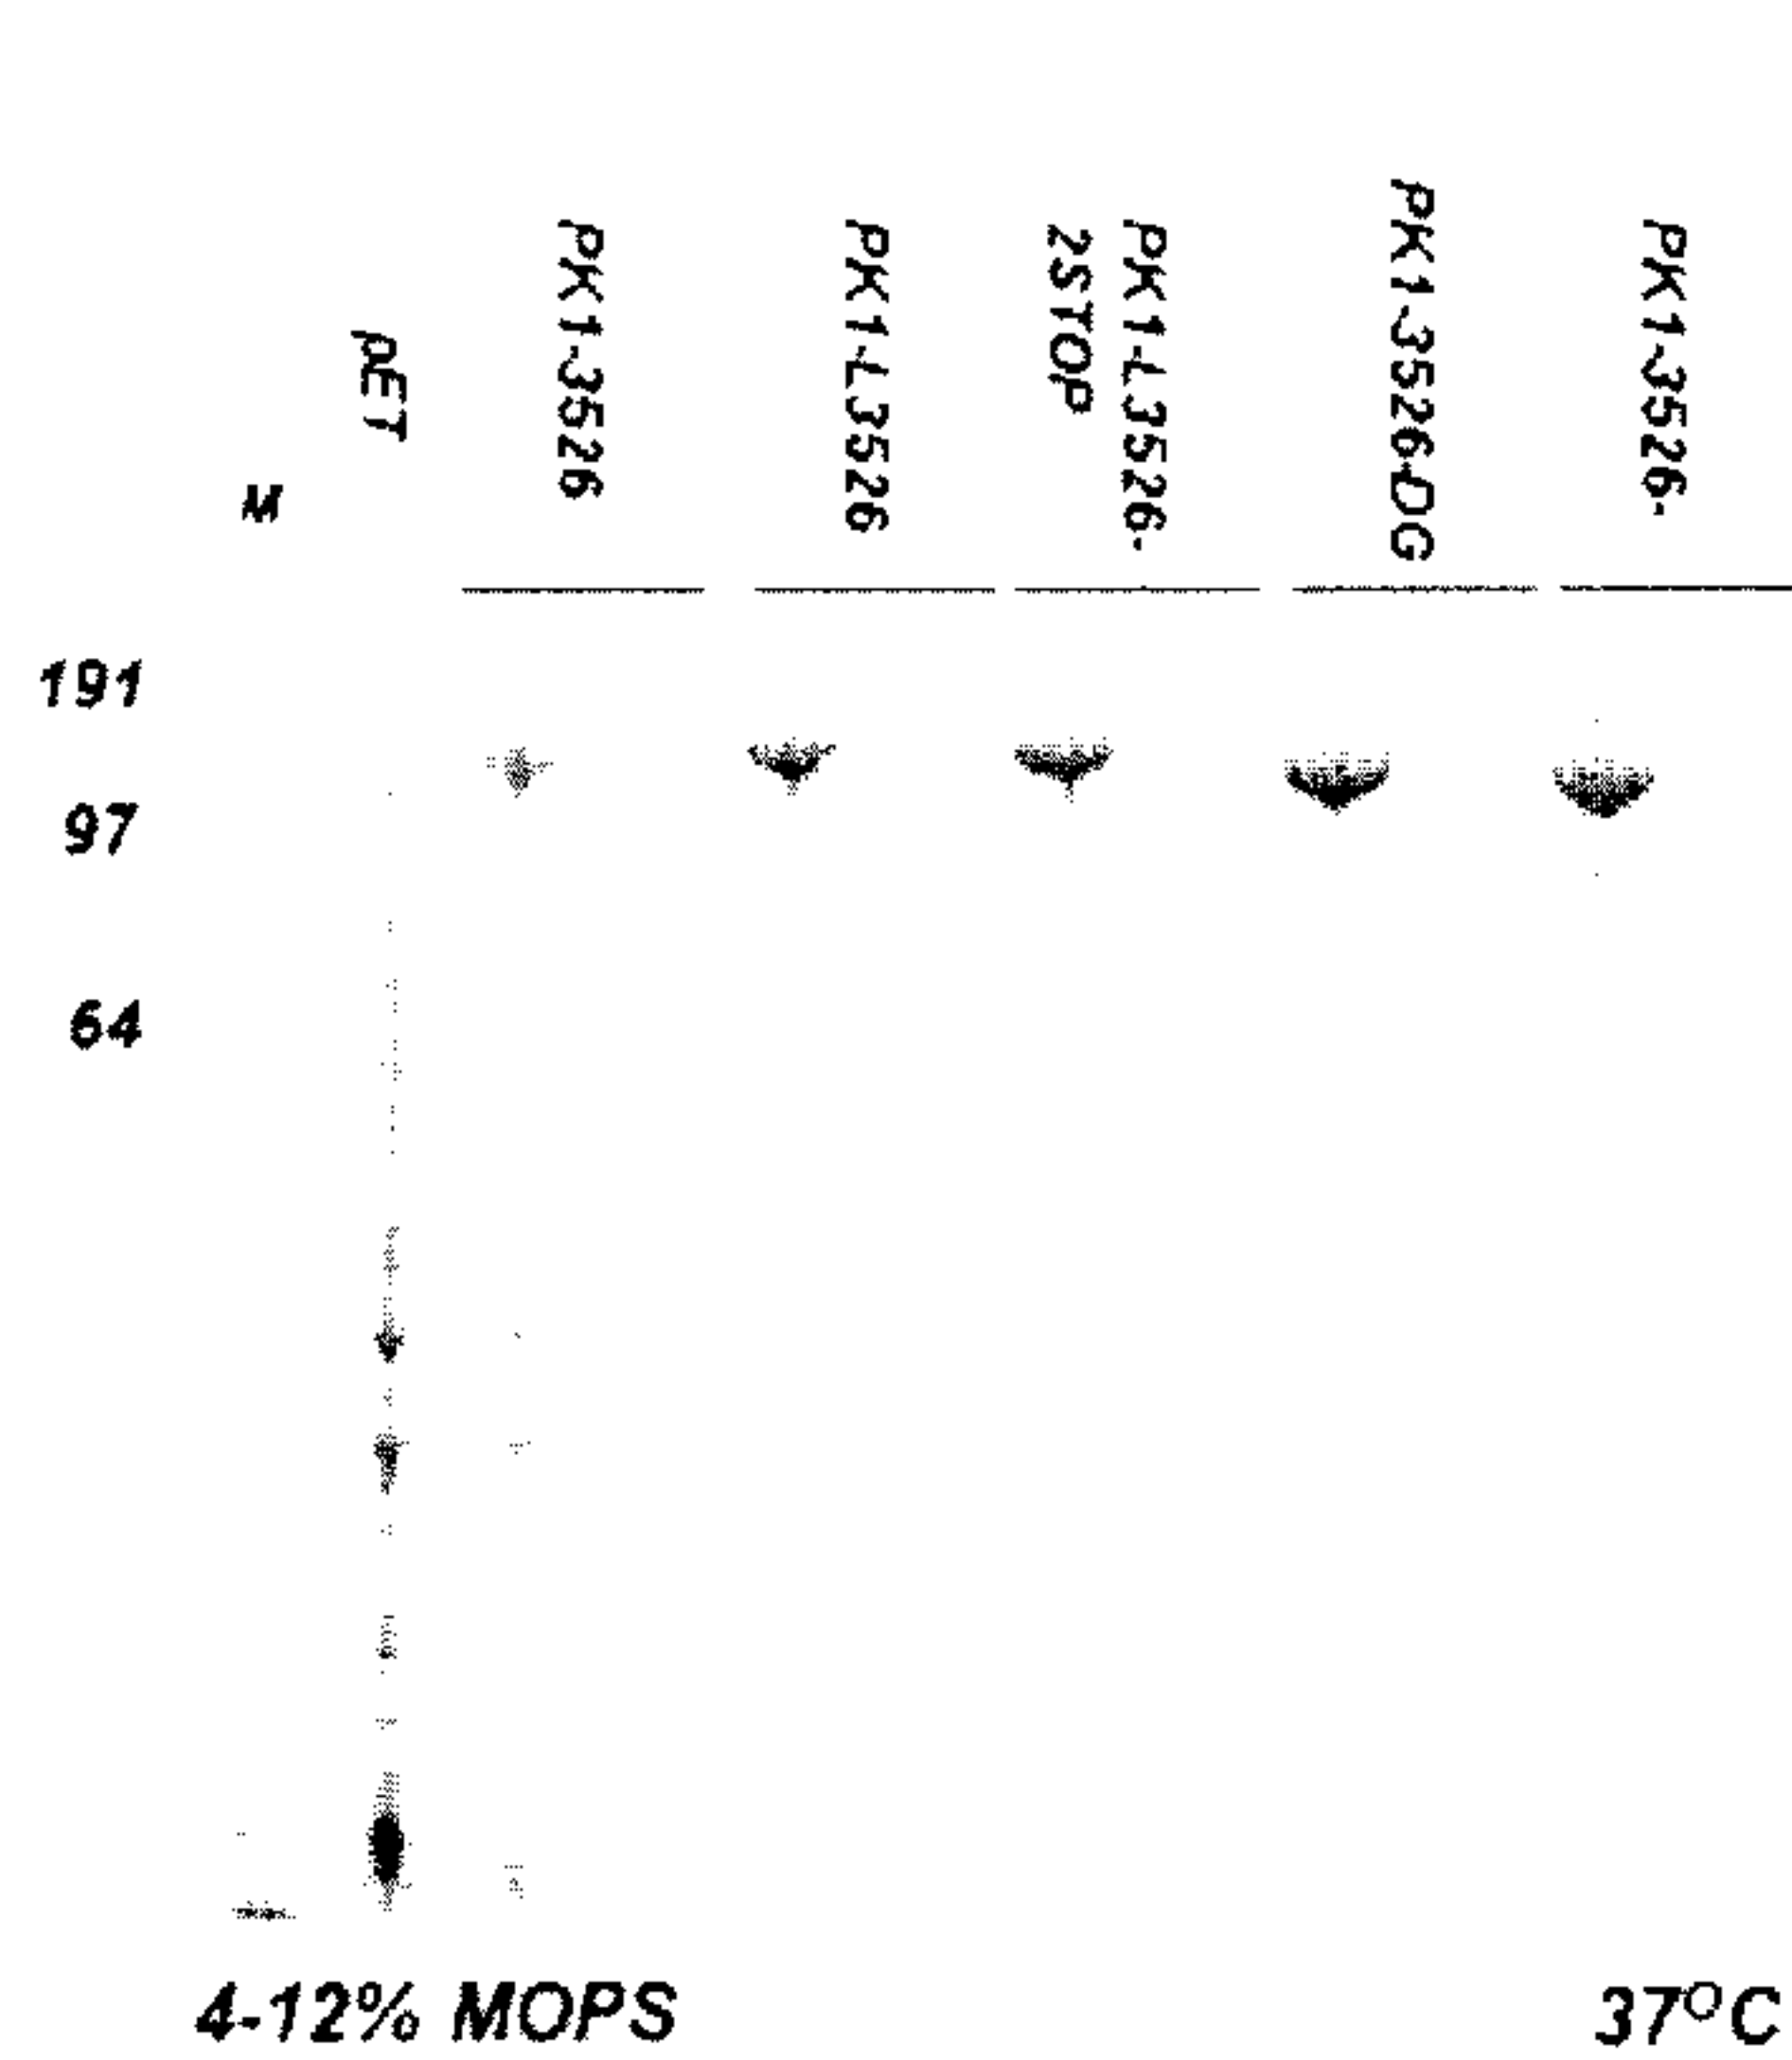 M
pET
PK1-3526
PK1-L3526
PK1-L3526-
2STOP
PK1-3526+DG
PK1-3526-
191
97
64
4-12% MOPS
37°C